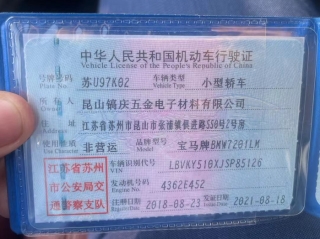 中华人民共和国机动车行驶证
Vehicle License of the People's Republic of China
号牌号码 苏U97K02 车辆类型 小型轿车
Plate No. Vehicle Type
所有人 昆山镐庆五金电子材料有限公司
Owner
住址 江苏省苏州市昆山市张浦镇俱进路550号2号房
Address
使用性质 非营运 品牌型号 宝马牌BMW7201LM
Use Character Model
江苏省苏州市公安局交通警察支队
车辆识别代号 LBVKY510XJSP85126
VIN
发动机号码 4362E452
Engine No.
注册日期 2018-08-23 发证日期 2021-08-18
Register Date Issue Date